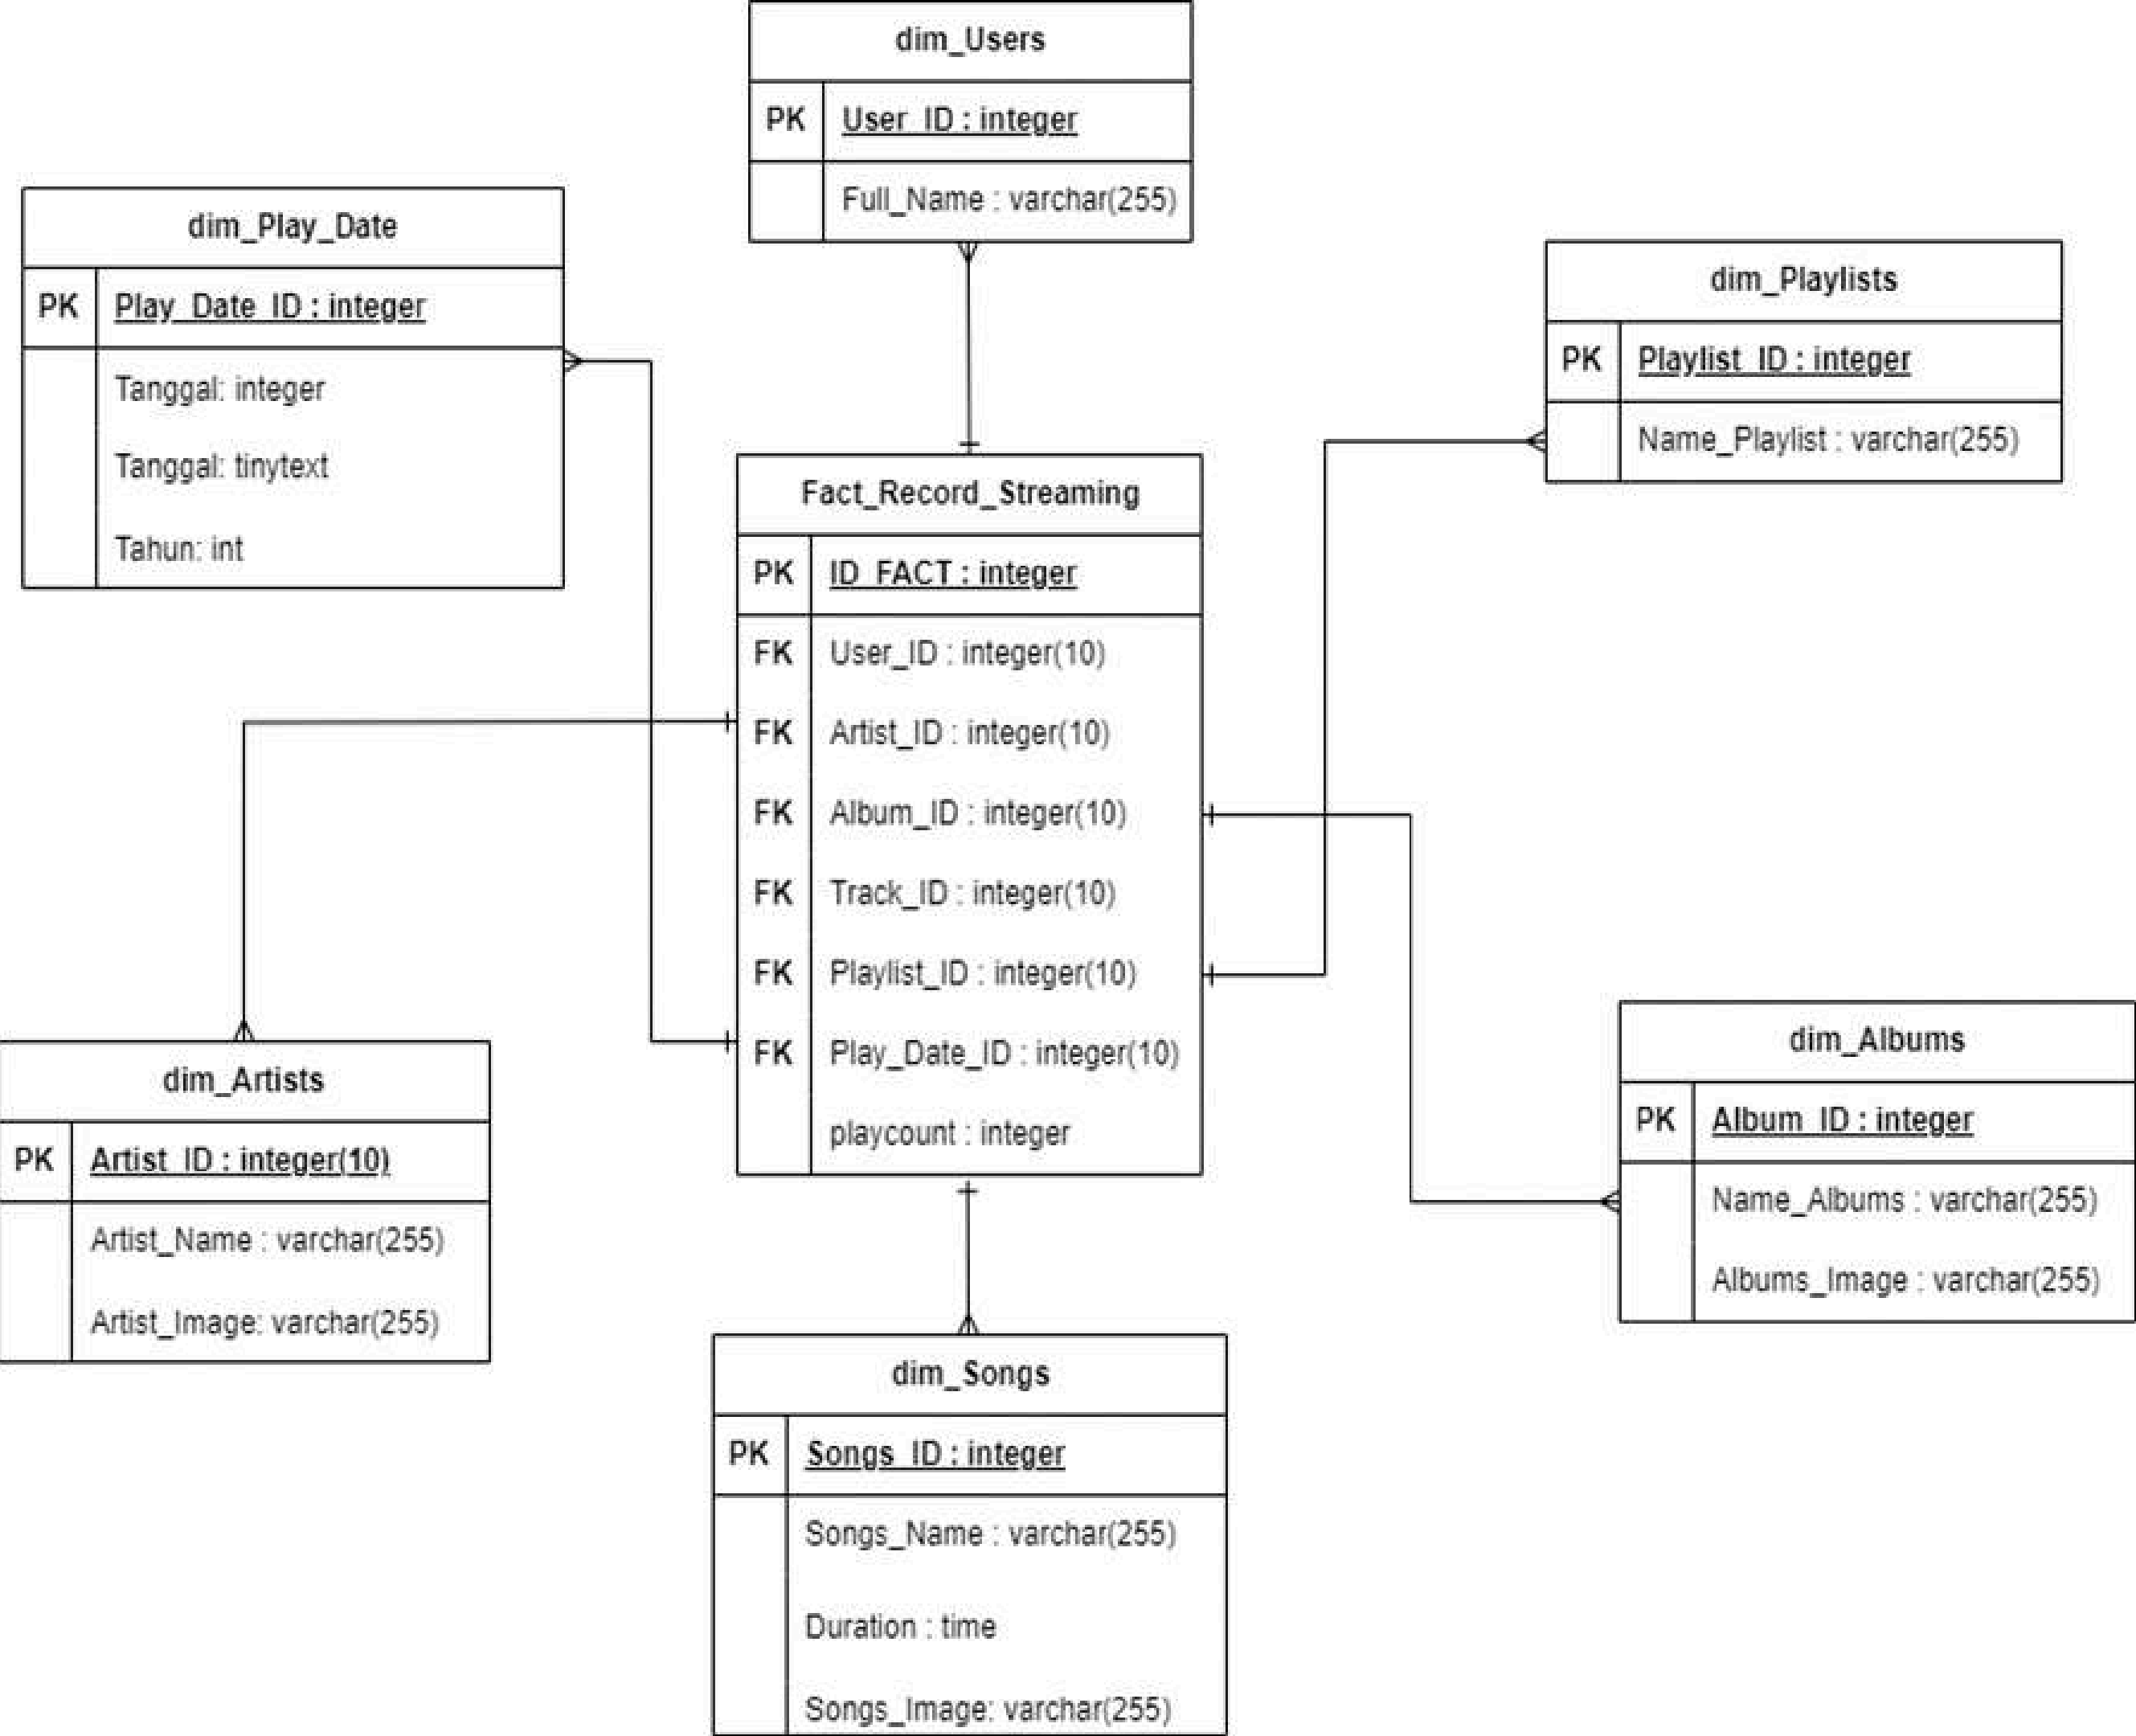 dim_Users
PK User_ID : integer
Full_Name : varchar(255)
dim_Play_Date
PK Play_Date_ID : integer
Tanggal: integer
Tanggal: tinytext
Tahun: int
dim_Playlists
PK Playlist_ID : integer
Name_Playlist : varchar(255)
Fact_Record_Streaming
PK ID_FACT : integer
FK User_ID : integer(10)
FK Artist_ID : integer(10)
FK Album_ID : integer(10)
FK Track_ID : integer(10)
FK Playlist_ID : integer(10)
FK Play_Date_ID : integer(10)
playcount : integer
dim_Artists
PK Artist_ID : integer(10)
Artist_Name : varchar(255)
Artist_Image: varchar(255)
dim_Albums
PK Album_ID : integer
Name_Albums : varchar(255)
Albums_Image : varchar(255)
dim_Songs
PK Songs_ID : integer
Songs_Name : varchar(255)
Duration : time
Songs_Image: varchar(255)